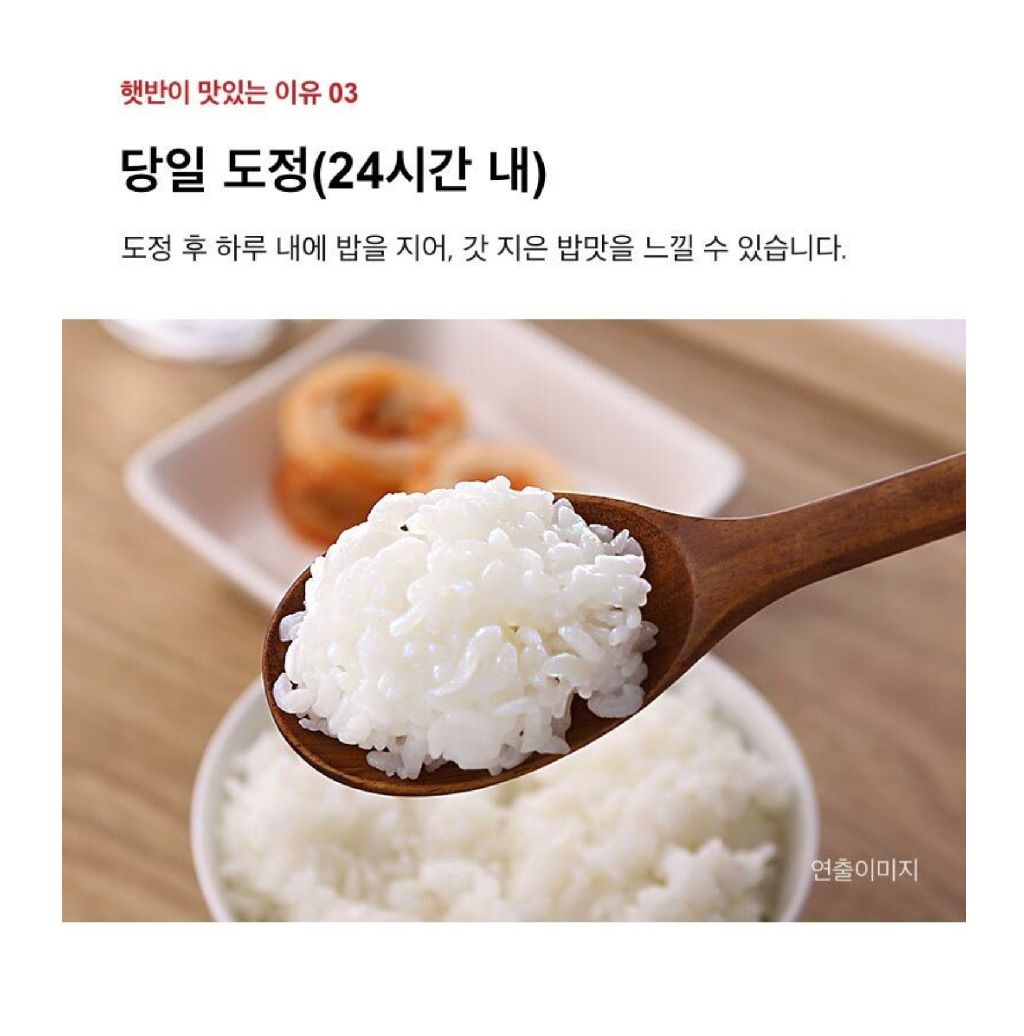 햇반이 맛있는 이유 03
당일 도정(24시간 내)
도정 후 하루 내에 밥을 지어, 갓 지은 밥맛을 느낄 수 있습니다.
연출이미지